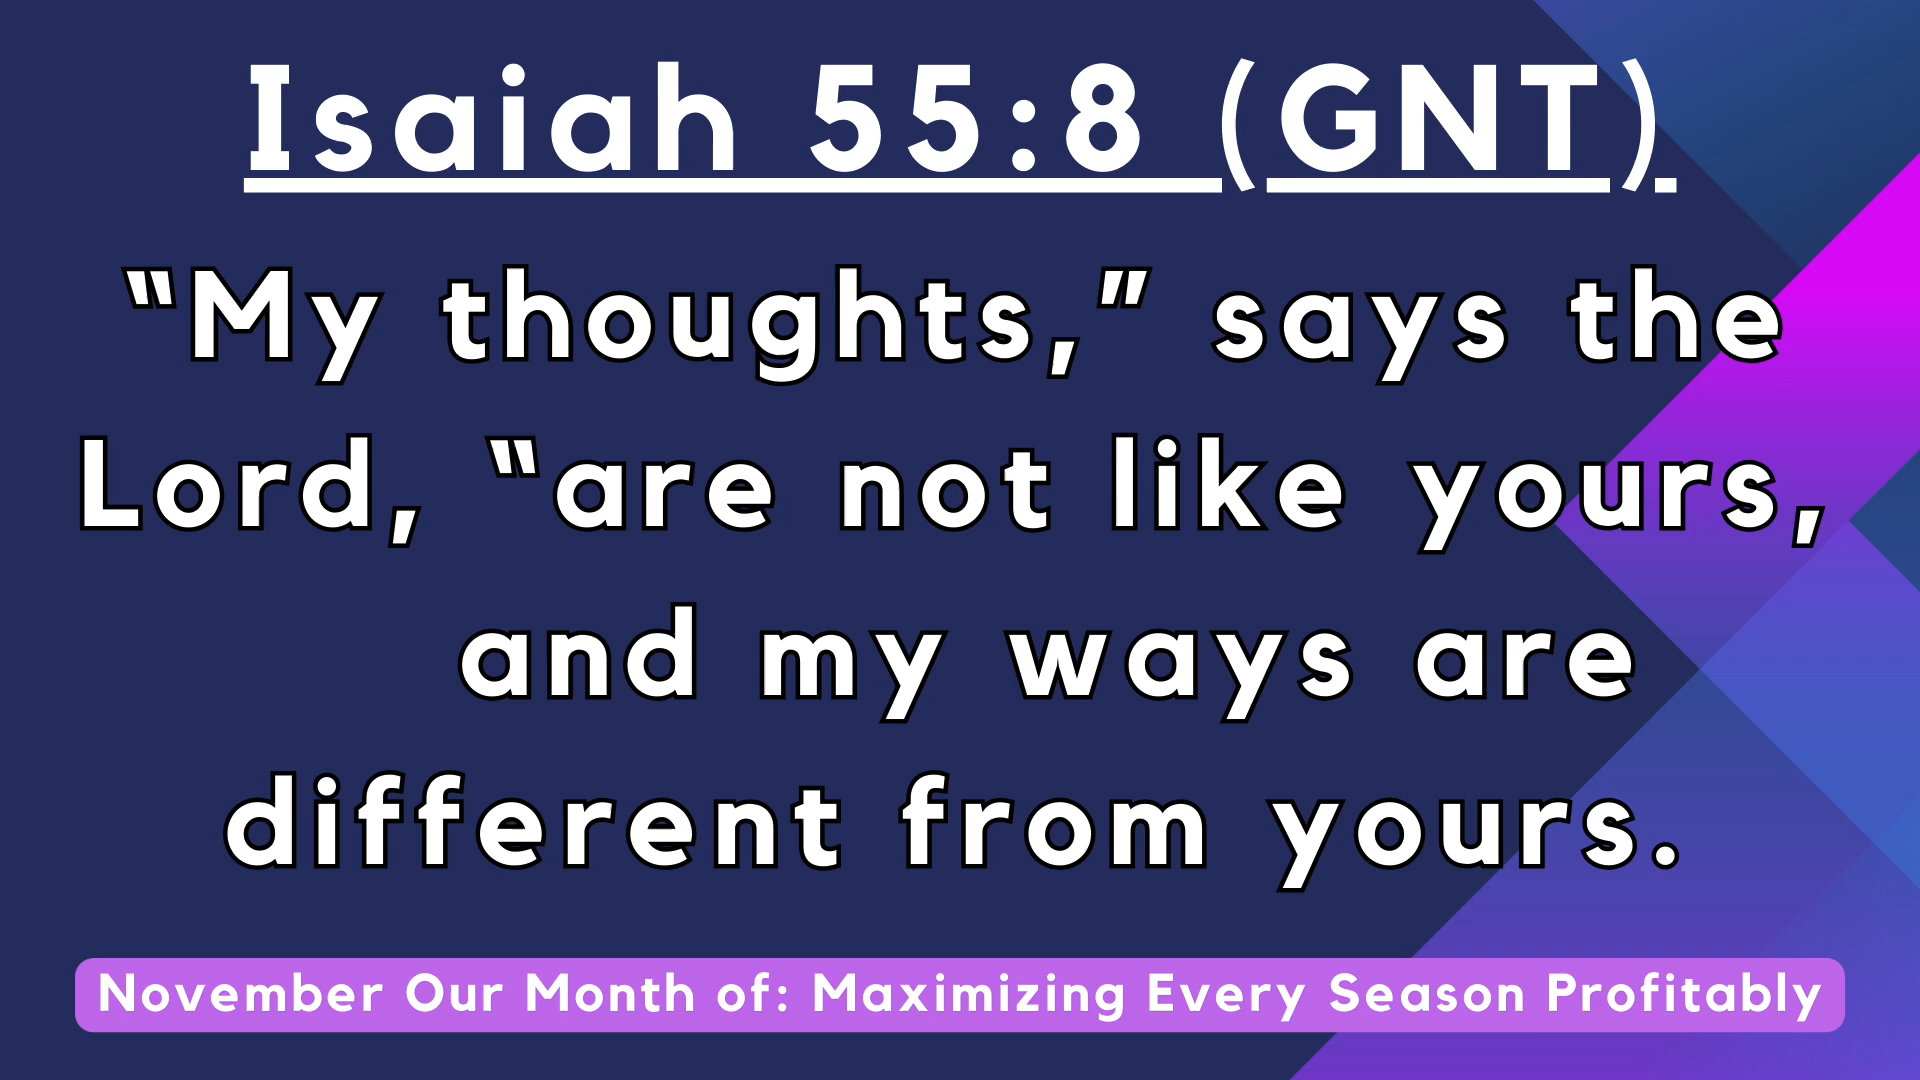 Isaiah 55:8 (GNT)
“My thoughts,” says the
Lord, “are not like yours,
and my ways are
different from yours.
November Our Month of: Maximizing Every Season Profitably